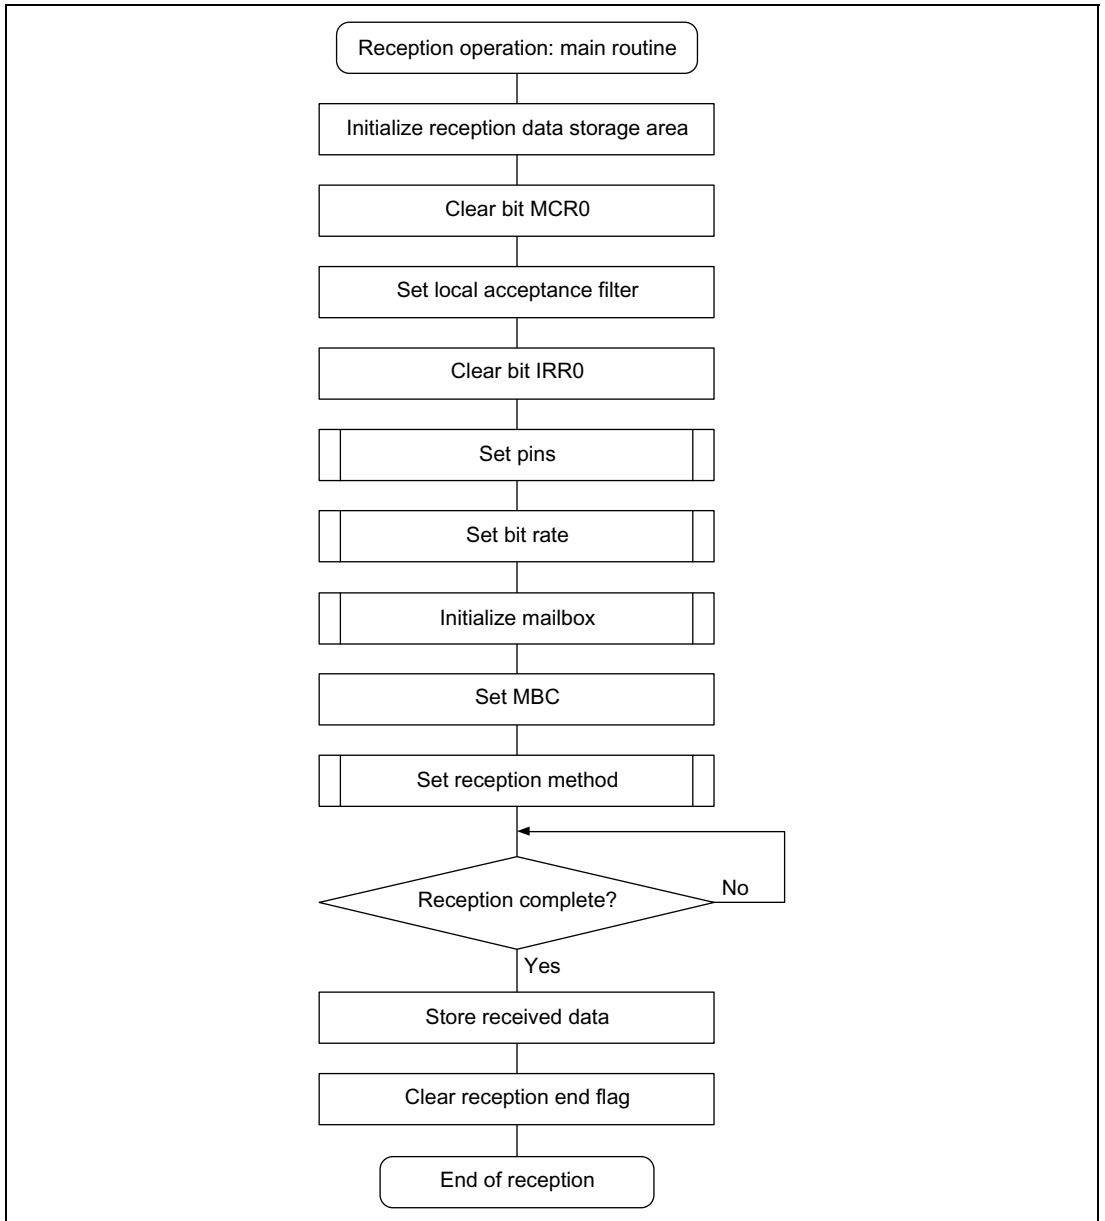 Reception operation: main routine
Initialize reception data storage area
Clear bit MCR0
Set local acceptance filter
Clear bit IRR0
Set pins
Set bit rate
Initialize mailbox
Set MBC
Set reception method
Reception complete?
No
Yes
Store received data
Clear reception end flag
End of reception